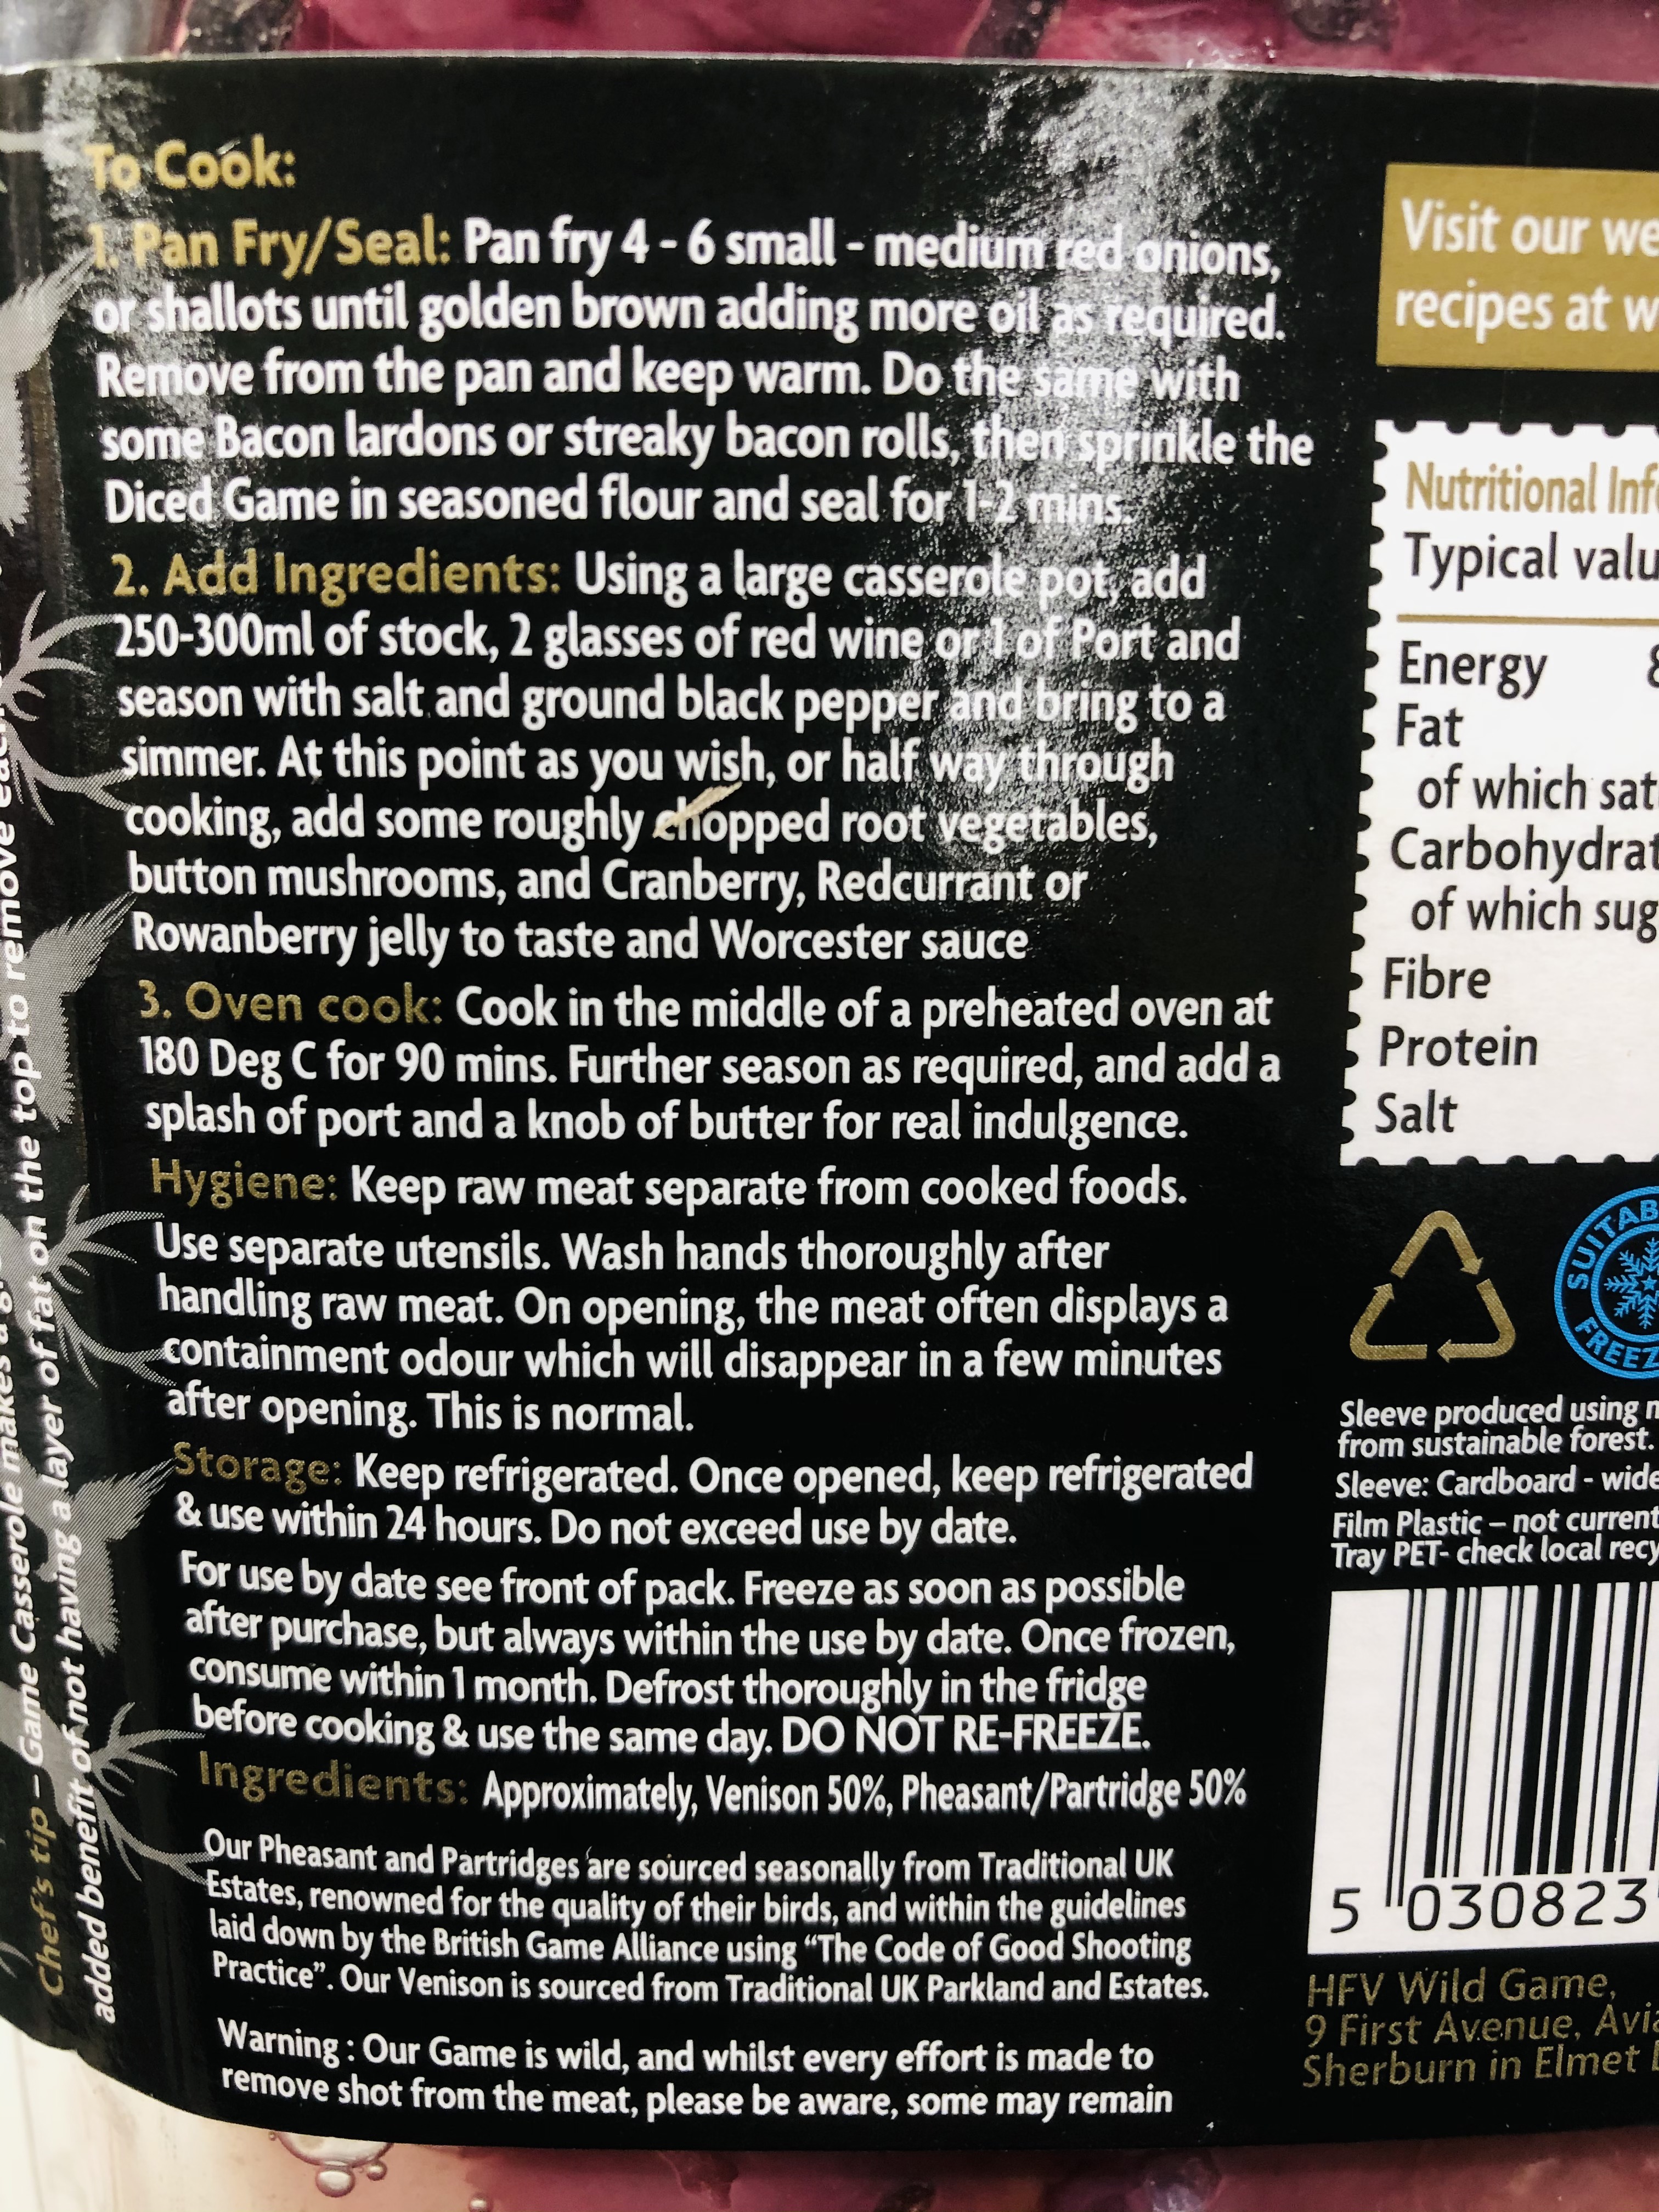 To Cook:
1. Pan Fry/Seal: Pan fry 4 - 6 small - medium red onions,
or shallots until golden brown adding more oil as required.
Remove from the pan and keep warm. Do the same with
some Bacon lardons or streaky bacon rolls, then sprinkle the
Diced Game in seasoned flour and seal for 1-2 mins.
2. Add Ingredients: Using a large casserole pot, add
250-300ml of stock, 2 glasses of red wine or 1 of Port and
season with salt and ground black pepper and bring to a
simmer. At this point as you wish, or half way through
cooking, add some roughly chopped root vegetables,
button mushrooms, and Cranberry, Redcurrant or
Rowanberry jelly to taste and Worcester sauce
3. Oven cook: Cook in the middle of a preheated oven at
180 Deg C for 90 mins. Further season as required, and add a
splash of port and a knob of butter for real indulgence.
Hygiene: Keep raw meat separate from cooked foods.
Use separate utensils. Wash hands thoroughly after
handling raw meat. On opening, the meat often displays a
containment odour which will disappear in a few minutes
after opening. This is normal.
Storage: Keep refrigerated. Once opened, keep refrigerated
& use within 24 hours. Do not exceed use by date.
For use by date see front of pack. Freeze as soon as possible
after purchase, but always within the use by date. Once frozen,
consume within 1 month. Defrost thoroughly in the fridge
before cooking & use the same day. DO NOT RE-FREEZE.
Ingredients: Approximately, Venison 50%, Pheasant/Partridge 50%
Our Pheasant and Partridges are sourced seasonally from Traditional UK
Estates, renowned for the quality of their birds, and within the guidelines
laid down by the British Game Alliance using “The Code of Good Shooting
Practice”. Our Venison is sourced from Traditional UK Parkland and Estates.
Warning : Our Game is wild, and whilst every effort is made to
remove shot from the meat, please be aware, some may remain
Chef's tip – Game Casserole makes a
added benefit of not having a layer of fat on the top to remove
Visit our we
recipes at w
Nutritional Info
Typical valu
Energy 8
Fat
of which sat
Carbohydrat
of which sug
Fibre
Protein
Salt
SUITAB
FREEZ
Sleeve produced using
from sustainable forest.
Sleeve: Cardboard - wide
Film Plastic – not current
Tray PET- check local recy
5 030823
HFV Wild Game,
9 First Avenue, Avia
Sherburn in Elmet